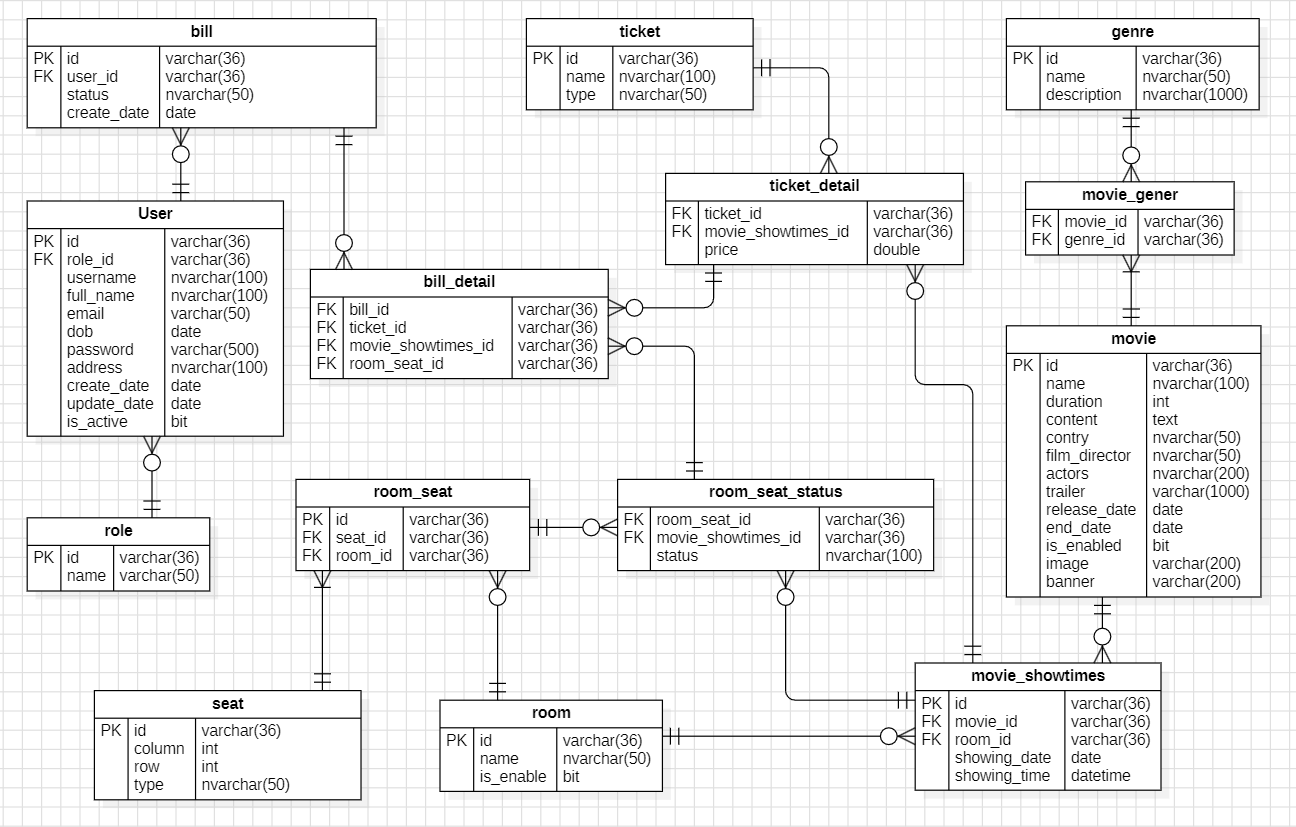 bill
PK id varchar(36)
FK user_id varchar(36)
status nvarchar(50)
create_date date
ticket
PK id varchar(36)
name nvarchar(100)
type nvarchar(50)
genre
PK id varchar(36)
name nvarchar(50)
description nvarchar(1000)
ticket_detail
FK ticket_id varchar(36)
FK movie_showtimes_id varchar(36)
price double
movie_gener
FK movie_id varchar(36)
FK genre_id varchar(36)
User
PK id varchar(36)
FK role_id varchar(36)
username nvarchar(100)
full_name nvarchar(100)
email varchar(50)
dob date
password varchar(500)
address nvarchar(100)
create_date date
update_date date
is_active bit
bill_detail
FK bill_id varchar(36)
FK ticket_id varchar(36)
FK movie_showtimes_id varchar(36)
FK room_seat_id varchar(36)
movie
PK id varchar(36)
name nvarchar(100)
duration int
content text
contry nvarchar(50)
film_director nvarchar(50)
actors nvarchar(200)
trailer varchar(1000)
release_date date
end_date date
is_enabled bit
image varchar(200)
banner varchar(200)
room_seat
PK id varchar(36)
FK seat_id varchar(36)
FK room_id varchar(36)
room_seat_status
FK room_seat_id varchar(36)
FK movie_showtimes_id varchar(36)
status nvarchar(100)
role
PK id varchar(36)
name varchar(50)
seat
PK id varchar(36)
column int
row int
type nvarchar(50)
room
PK id varchar(36)
name nvarchar(50)
is_enable bit
movie_showtimes
PK id varchar(36)
FK movie_id varchar(36)
FK room_id varchar(36)
showing_date date
showing_time datetime